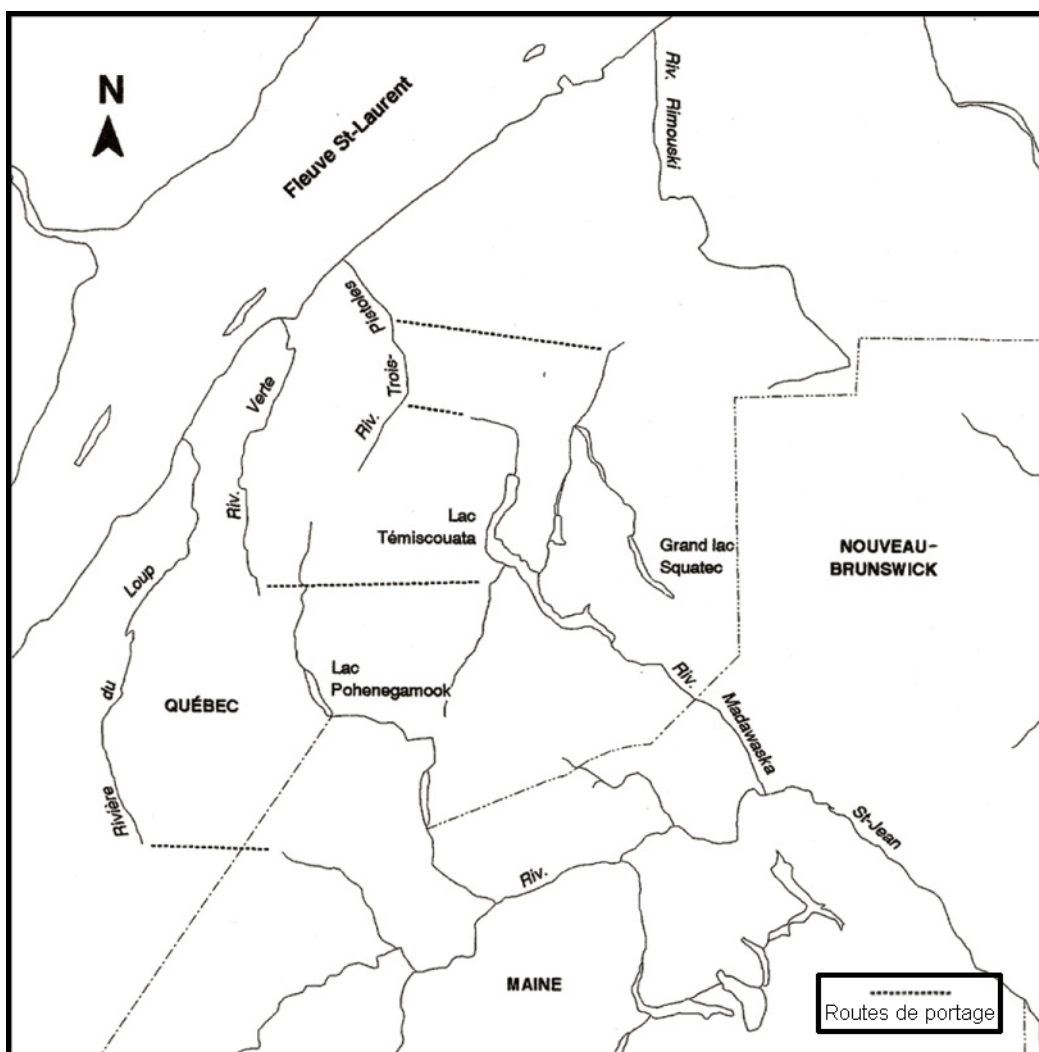 N
Fleuve St-Laurent
Riv. Rimouski
Riv. Trois- Pistoles
Riv. Verte
Rivière du Loup
Lac
Témiscouata
Grand lac
Squatec
NOUVEAU-
BRUNSWICK
Lac
Pohenegamook
QUÉBEC
Riv. Madawaska
Riv. St-Jean
MAINE
Routes de portage